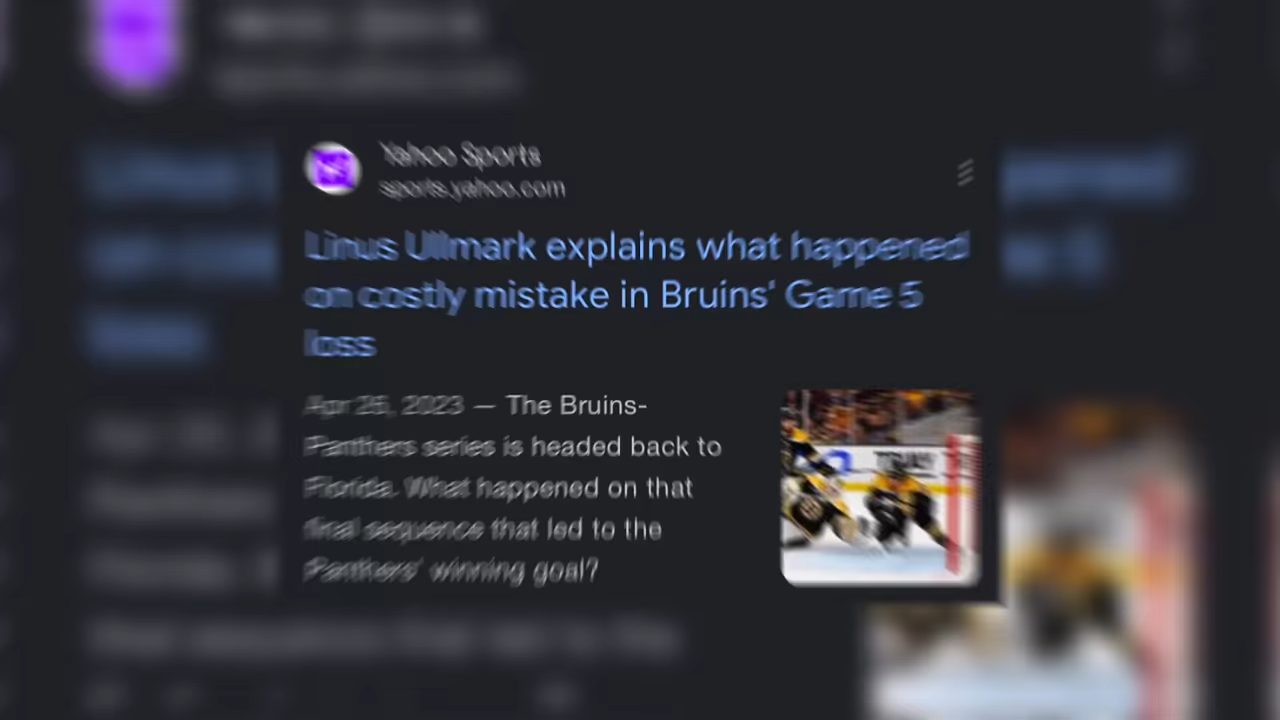 Yahoo Sports
sports.yahoo.com
Linus Ullmark explains what happened
on costly mistake in Bruins' Game 5
loss
Apr 26, 2023 — The Bruins-
Panthers series is headed back to
Florida. What happened on that
final sequence that led to the
Panthers' winning goal?